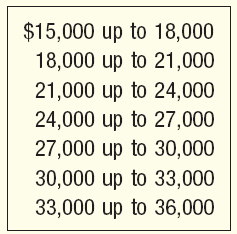 $15,000 up to 18,000
18,000 up to 21,000
21,000 up to 24,000
24,000 up to 27,000
27,000 up to 30,000
30,000 up to 33,000
33,000 up to 36,000